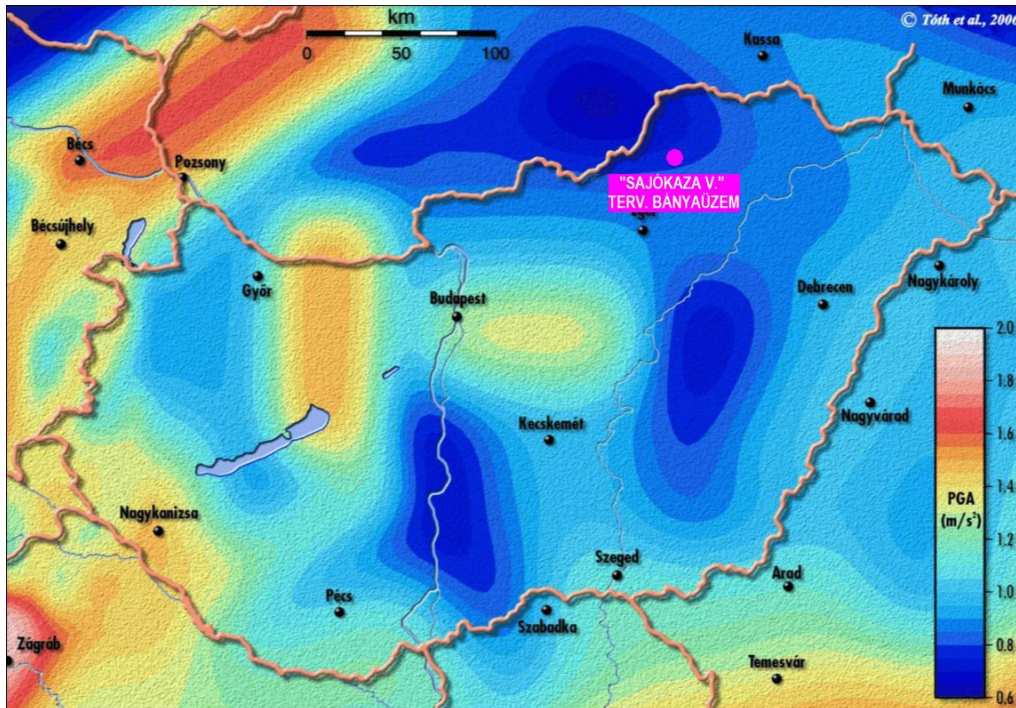 km
0 50 100
© Tóth et al., 2006
Kassa
Munkács
Bécs
Pozsony
"SAJÓKAZA V."
TERV. BÁNYAÜZEM
Bécsújhely
Győr
Budapest
Debrecen
Nagykároly
Nagyvárad
Kecskemét
Nagykanizsa
Szeged
Arad
Pécs
Szabadka
Zágráb
Temesvár
2.0
1.8
1.6
1.4
PGA
(m/s²)
1.2
1.0
0.8
0.6